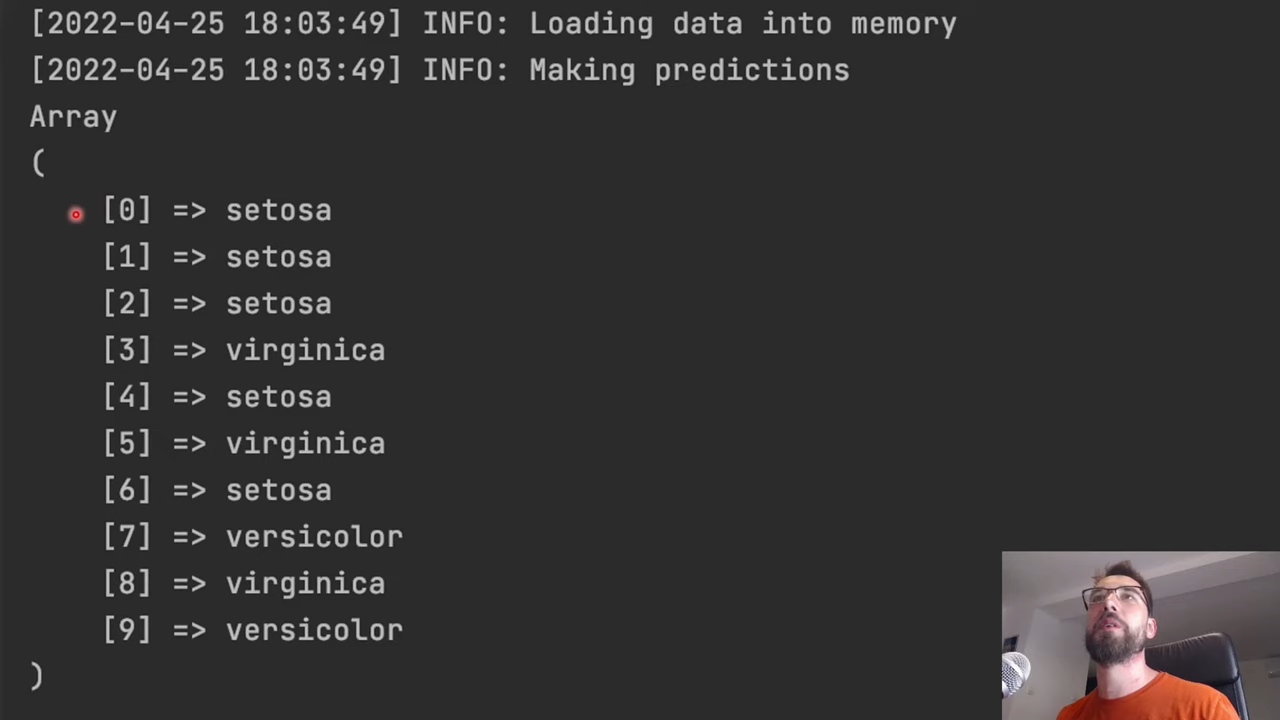 [2022-04-25 18:03:49] INFO: Loading data into memory
[2022-04-25 18:03:49] INFO: Making predictions
Array
(
[0] => setosa
[1] => setosa
[2] => setosa
[3] => virginica
[4] => setosa
[5] => virginica
[6] => setosa
[7] => versicolor
[8] => virginica
[9] => versicolor
)